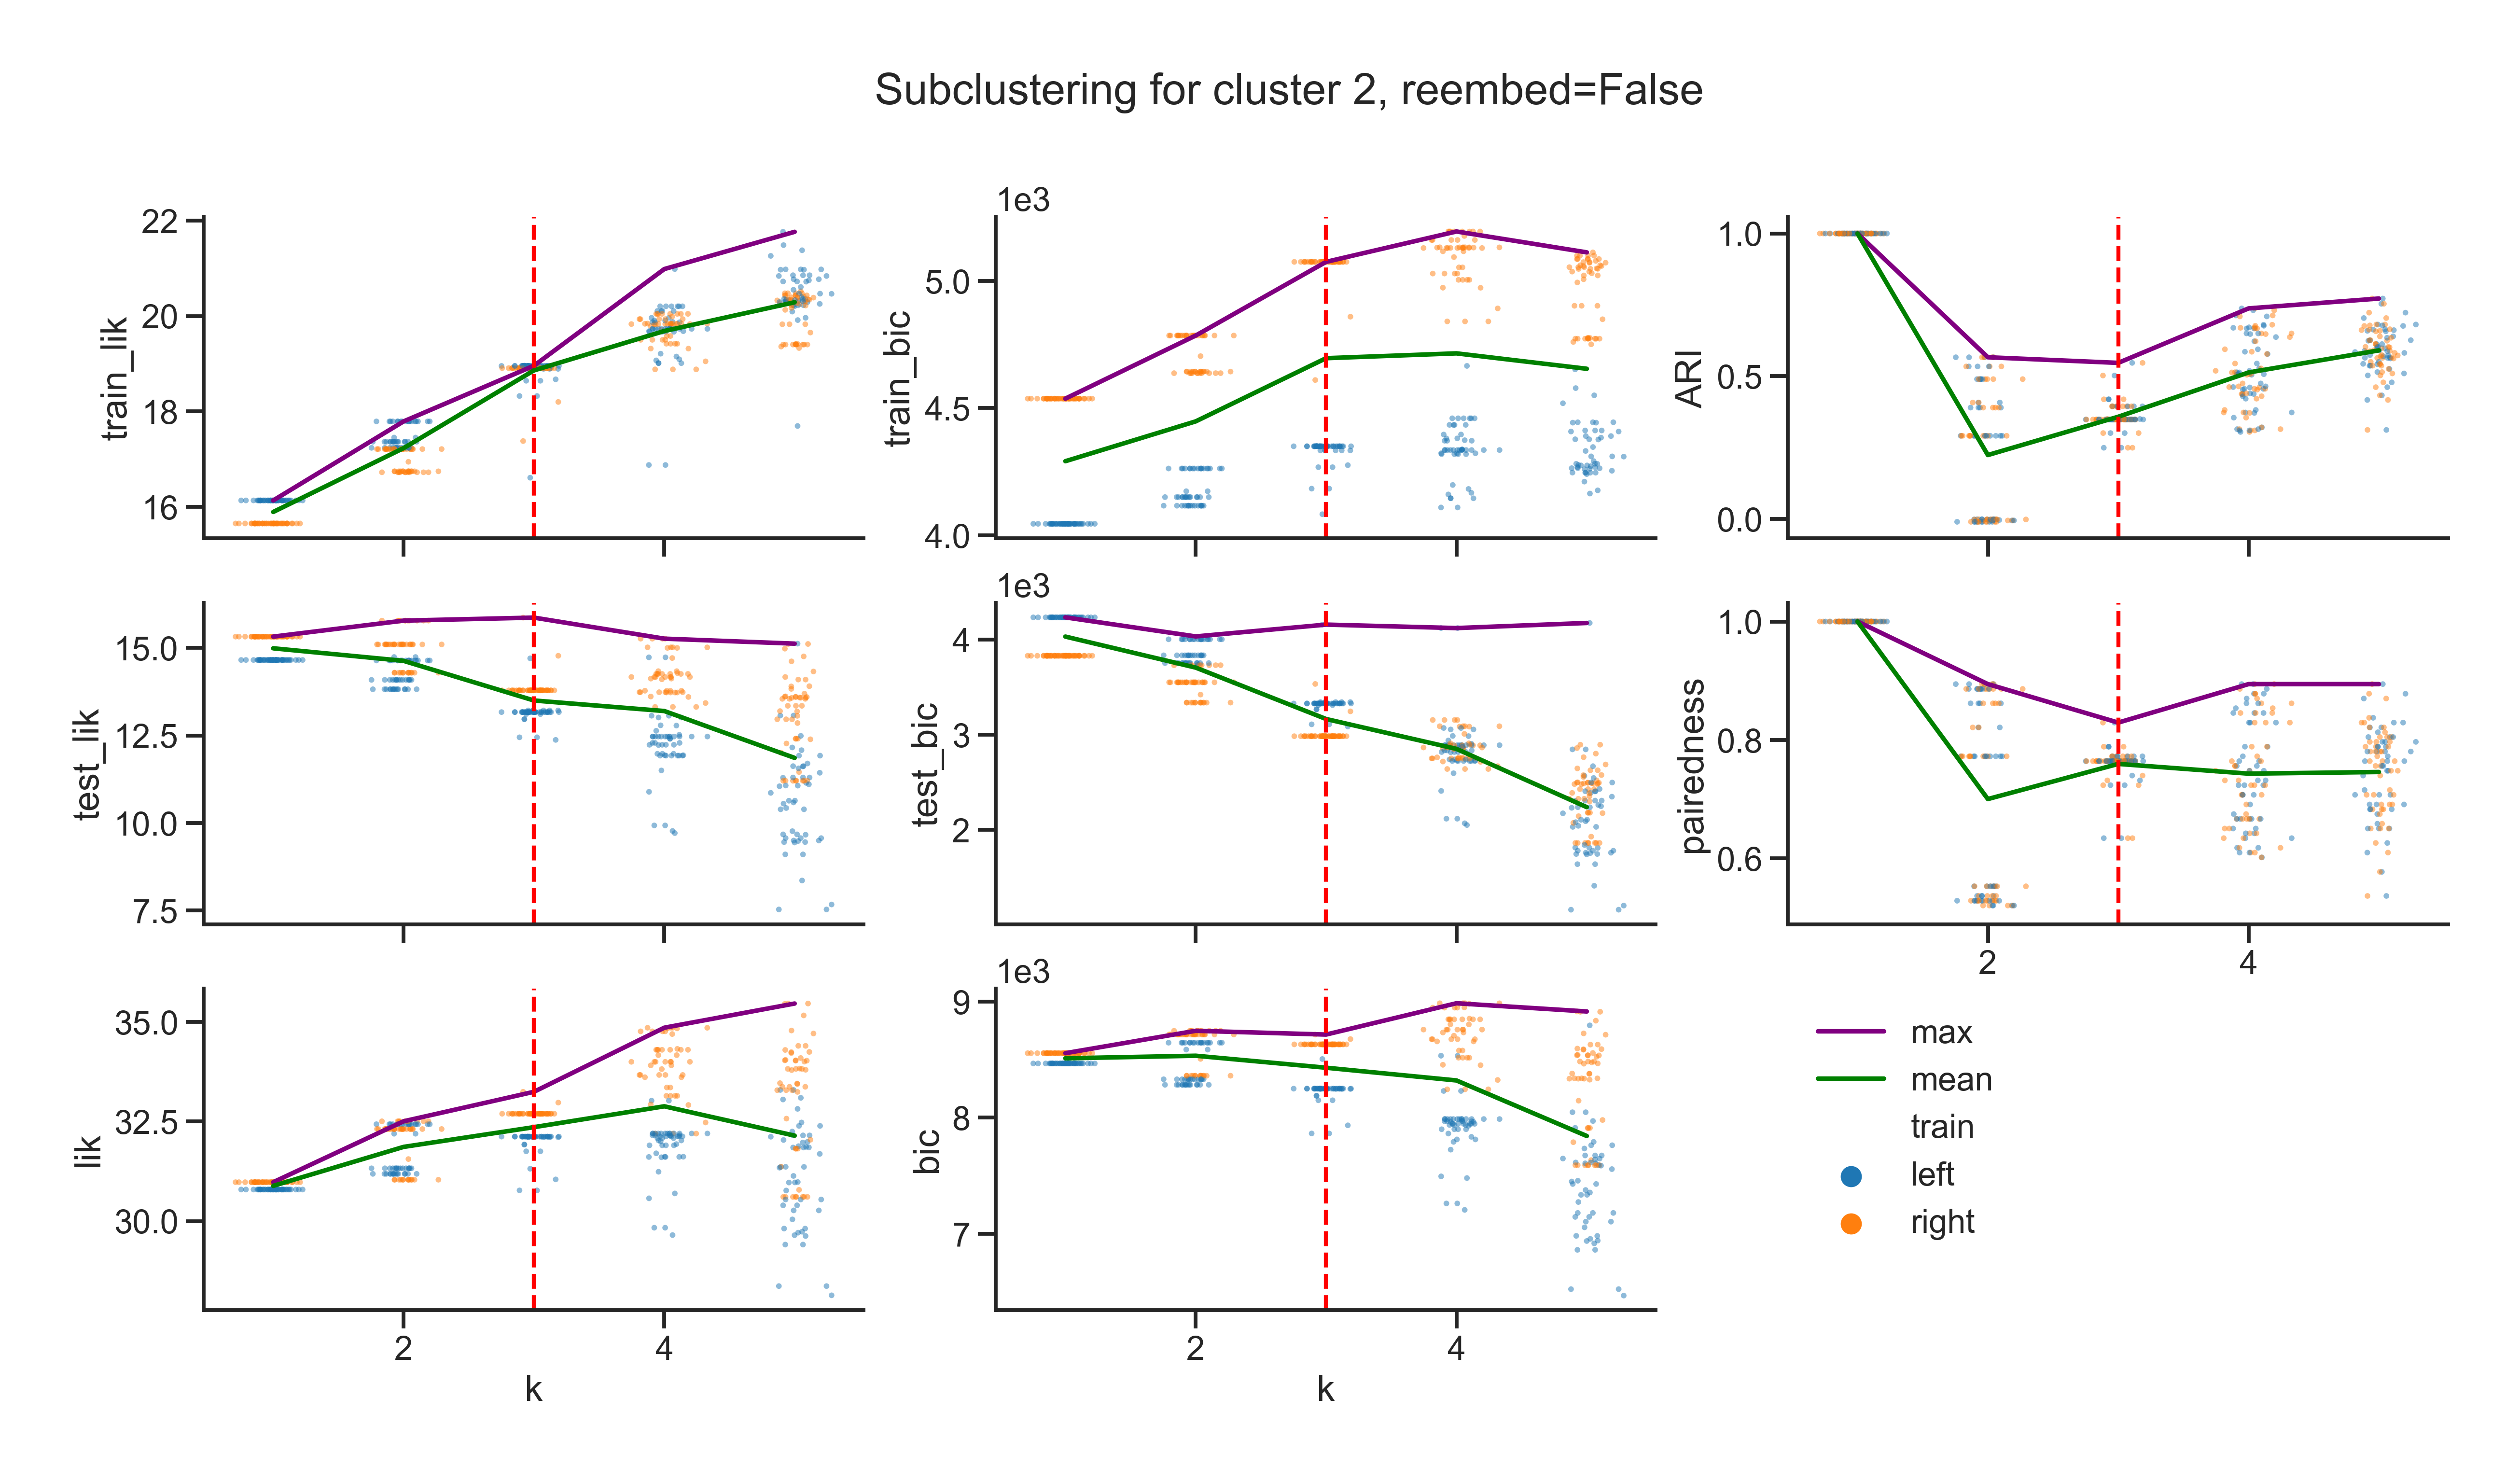 Subclustering for cluster 2, reembed=False
train_lik
22
20
18
16
1e3
train_bic
5.0
4.5
4.0
ARI
1.0
0.5
0.0
test_lik
15.0
12.5
10.0
7.5
1e3
test_bic
4
3
2
pairedness
1.0
0.8
0.6
2 4
lik
35.0
32.5
30.0
2 4
k
1e3
bic
9
8
7
2 4
k
max
mean
train
left
right